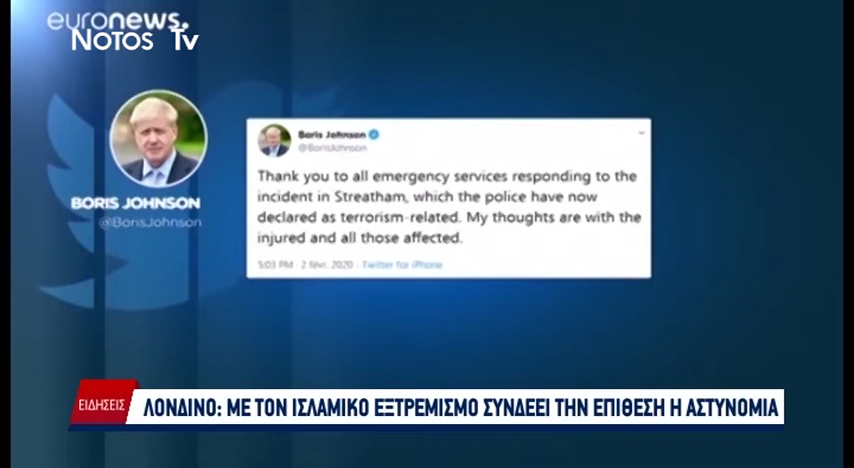 euronews.
NOTOS TV
BORIS JOHNSON
@BorisJohnson
Boris Johnson
@BorisJohnson
Thank you to all emergency services responding to the
incident in Streatham, which the police have now
declared as terrorism-related. My thoughts are with the
injured and all those affected.
5:03 PM · 2 Φεβρ. 2020 · Twitter for iPhone
ΕΙΔΗΣΕΙΣ
ΛΟΝΔΙΝΟ: ΜΕ ΤΟΝ ΙΣΛΑΜΙΚΟ ΕΞΤΡΕΜΙΣΜΟ ΣΥΝΔΕΕΙ ΤΗΝ ΕΠΙΘΕΣΗ Η ΑΣΤΥΝΟΜΙΑ